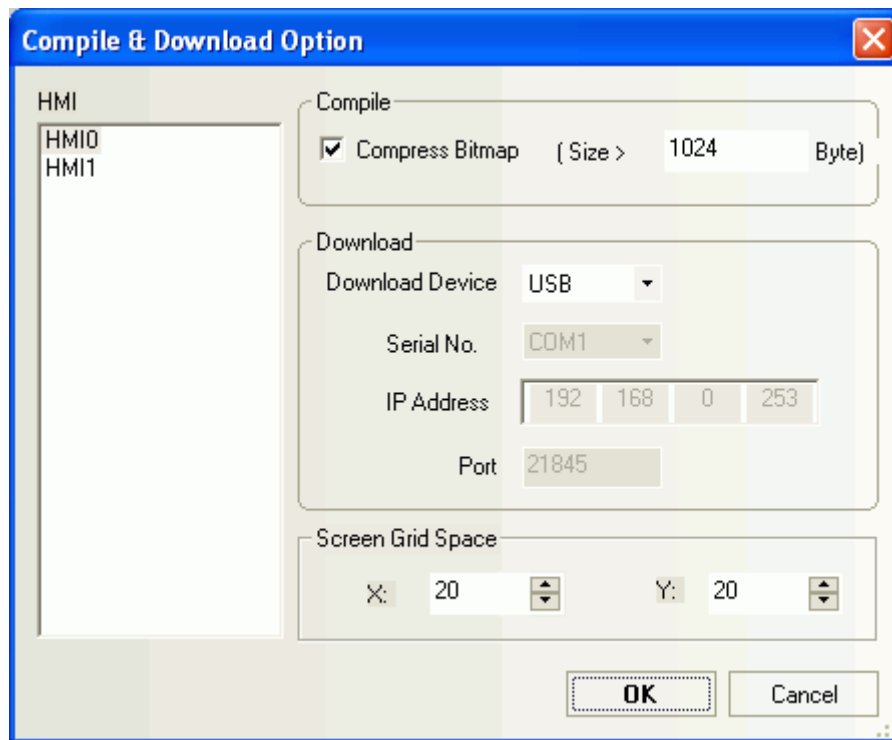 Compile & Download Option
HMI
HMI0
HMI1
Compile
Compress Bitmap ( Size > 1024 Byte)
Download
Download Device USB
Serial No. COM1
IP Address 192 168 0 253
Port 21845
Screen Grid Space
X: 20 Y: 20
OK Cancel